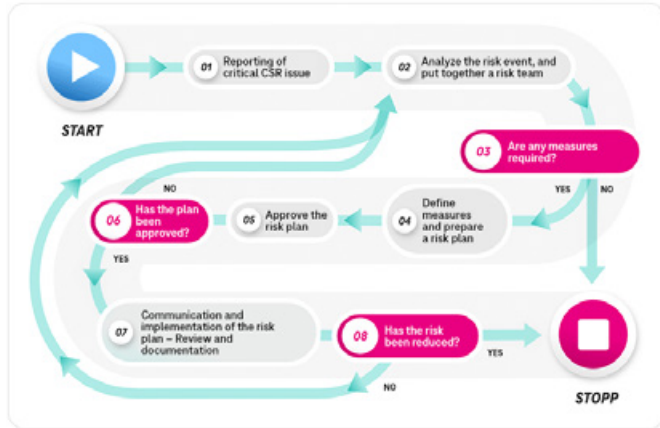 START
01 Reporting of
critical CSR issue
02 Analyze the risk event, and
put together a risk team
03 Are any measures
required?
YES NO
04 Define
measures
and prepare
a risk plan
05 Approve the
risk plan
NO
06 Has the plan
been
approved?
YES
07 Communication and
implementation of the risk
plan – Review and
documentation
08 Has the risk
been reduced?
YES
NO
STOPP